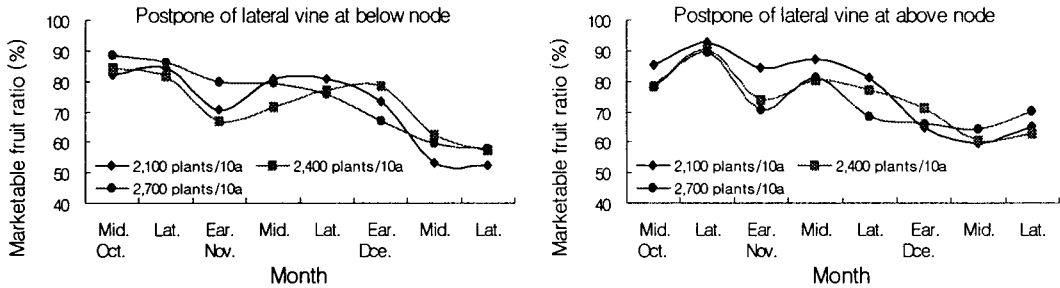 Postpone of lateral vine at below node
Marketable fruit ratio (%)
100
90
80
70
60
50
40
2,100 plants/10a
2,400 plants/10a
2,700 plants/10a
Mid. Lat. Ear. Mid. Lat. Ear. Mid. Lat.
Oct. Nov. Dce.
Month
Postpone of lateral vine at above node
Marketable fruit ratio (%)
100
90
80
70
60
50
40
2,100 plants/10a
2,400 plants/10a
2,700 plants/10a
Mid. Lat. Ear. Mid. Lat. Ear. Mid. Lat.
Oct. Nov. Dce.
Month